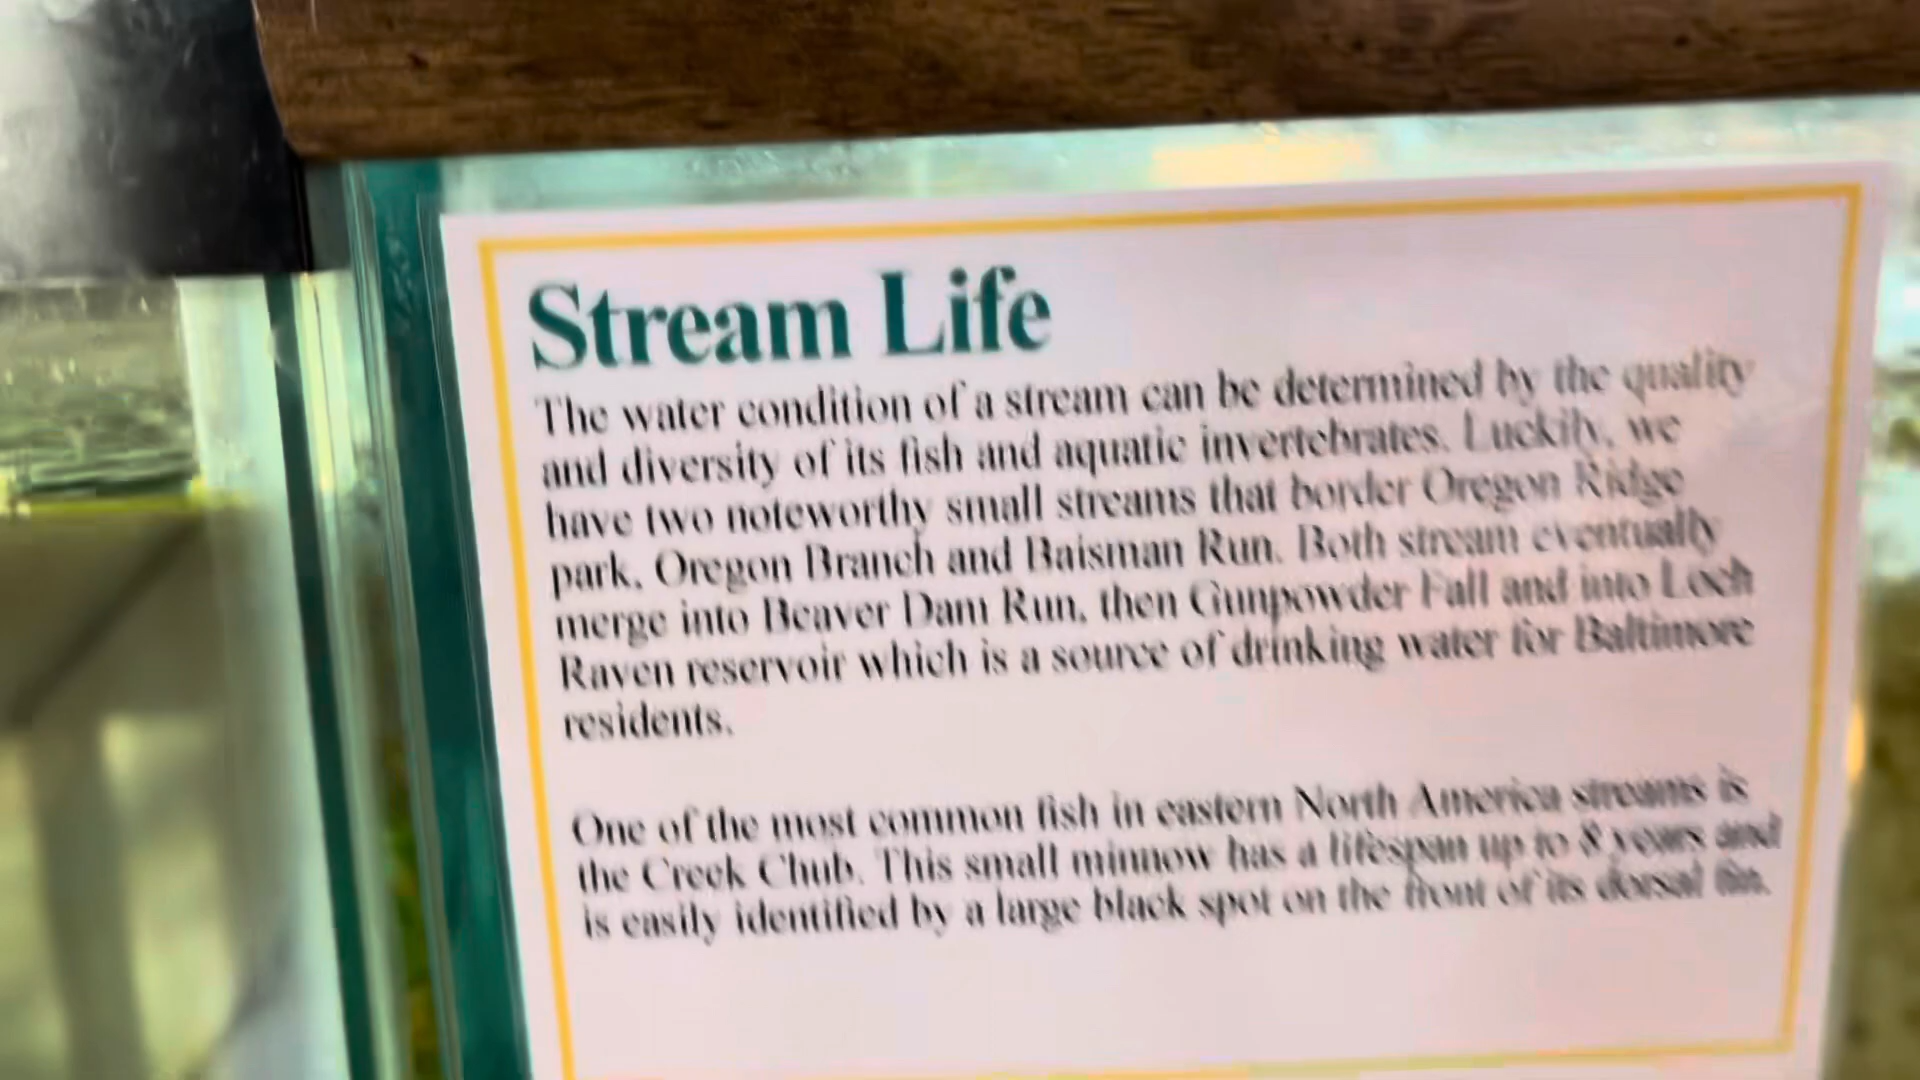 Stream Life
The water condition of a stream can be determined by the quality
and diversity of its fish and aquatic invertebrates. Luckily, we
have two noteworthy small streams that border Oregon Ridge
park, Oregon Branch and Baisman Run. Both stream eventually
merge into Beaver Dam Run, then Gunpowder Fall and into Loch
Raven reservoir which is a source of drinking water for Baltimore
residents.
One of the most common fish in eastern North America streams is
the Creek Chub. This small minnow has a lifespan up to 8 years and
is easily identified by a large black spot on the front of its dorsal fin.